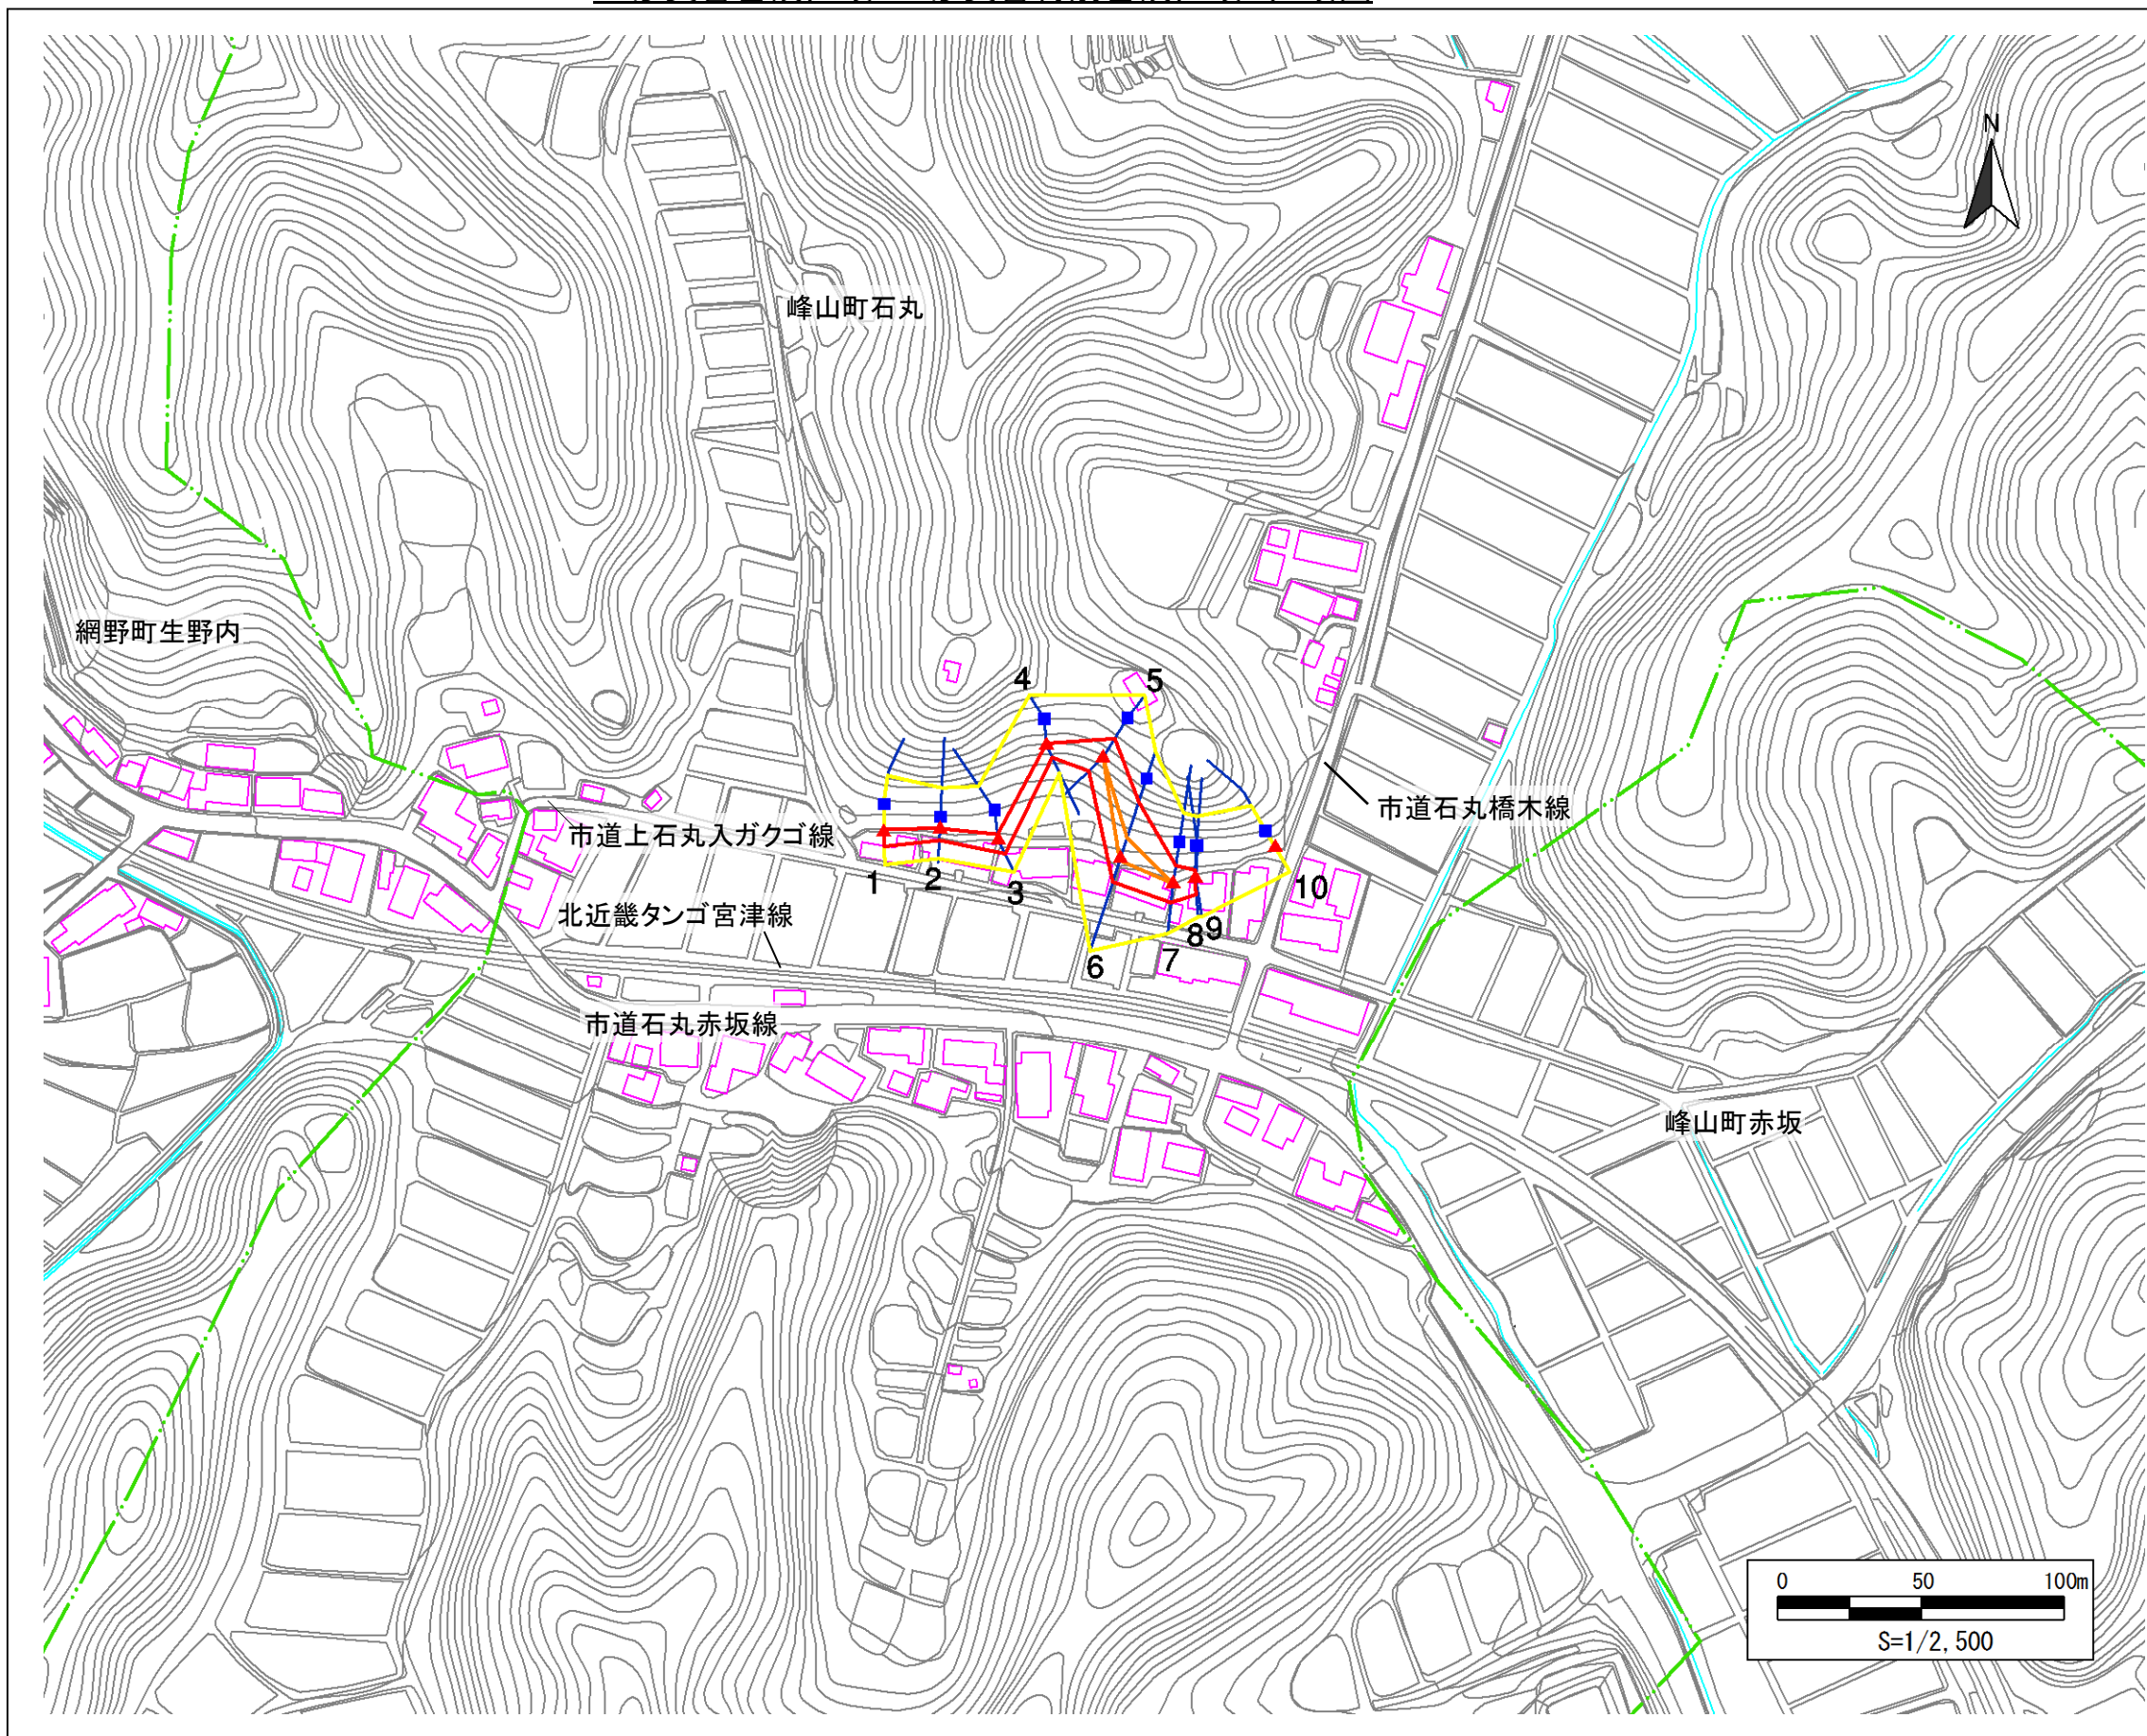 N
峰山町石丸
網野町生野内
4
5
市道石丸橋木線
市道上石丸入ガクゴ線
1
2
3
10
北近畿タンゴ宮津線
9
8
7
6
市道石丸赤坂線
峰山町赤坂
0 50 100m
S=1/2,500